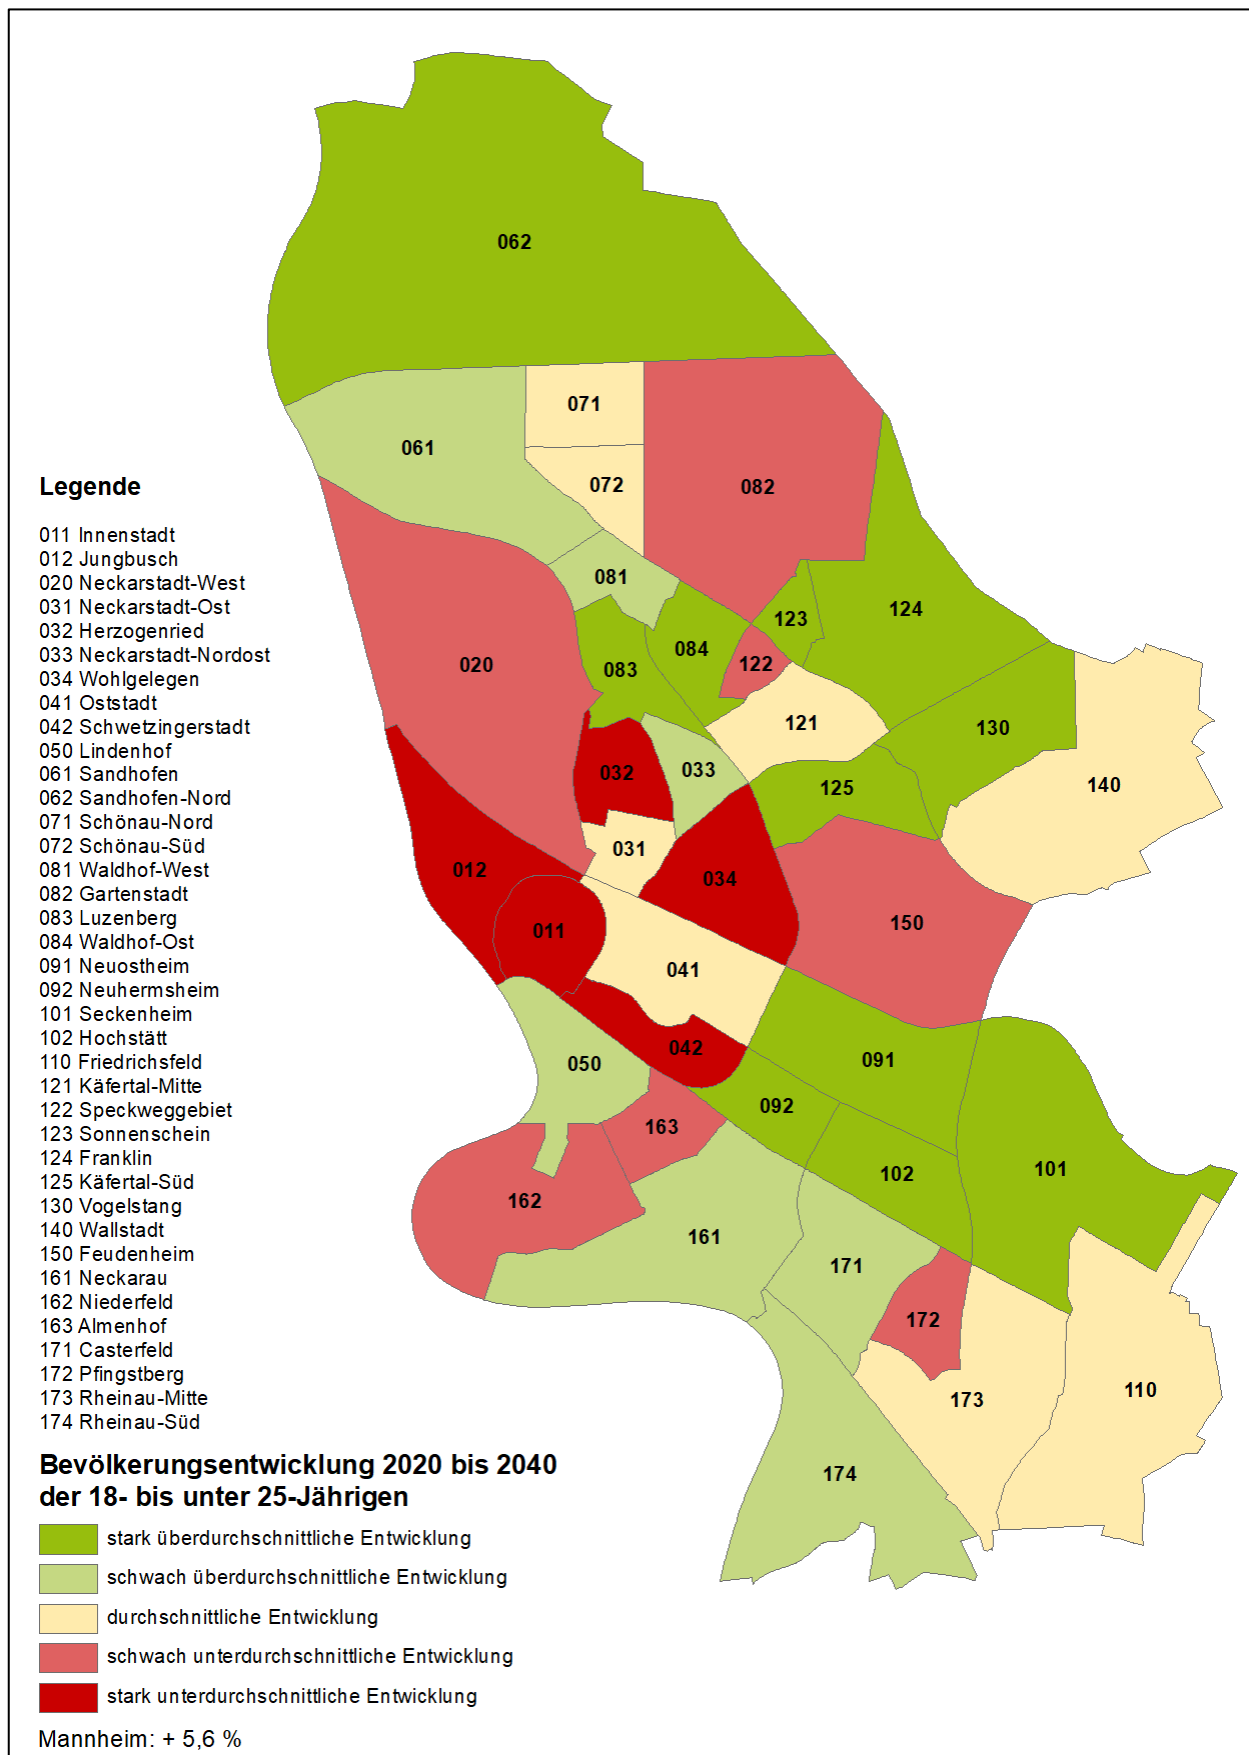 062
071
061
072
082
Legende
011 Innenstadt
012 Jungbusch
020 Neckarstadt-West
031 Neckarstadt-Ost
032 Herzogenried
033 Neckarstadt-Nordost
034 Wohlgelegen
041 Oststadt
042 Schwetzingerstadt
050 Lindenhof
061 Sandhofen
062 Sandhofen-Nord
071 Schönau-Nord
072 Schönau-Süd
081 Waldhof-West
082 Gartenstadt
083 Luzenberg
084 Waldhof-Ost
091 Neuostheim
092 Neuhermsheim
101 Seckenheim
102 Hochstätt
110 Friedrichsfeld
121 Käfertal-Mitte
122 Speckweggebiet
123 Sonnenschein
124 Franklin
125 Käfertal-Süd
130 Vogelstang
140 Wallstadt
150 Feudenheim
161 Neckarau
162 Niederfeld
163 Almenhof
171 Casterfeld
172 Pfingstberg
173 Rheinau-Mitte
174 Rheinau-Süd
081
123
124
084
020
083
122
121
130
032
033
125
140
031
012
034
011
150
041
042
050
091
092
163
102
101
162
161
171
172
173
110
174
Bevölkerungsentwicklung 2020 bis 2040
der 18- bis unter 25-Jährigen
stark überdurchschnittliche Entwicklung
schwach überdurchschnittliche Entwicklung
durchschnittliche Entwicklung
schwach unterdurchschnittliche Entwicklung
stark unterdurchschnittliche Entwicklung
Mannheim: + 5,6 %